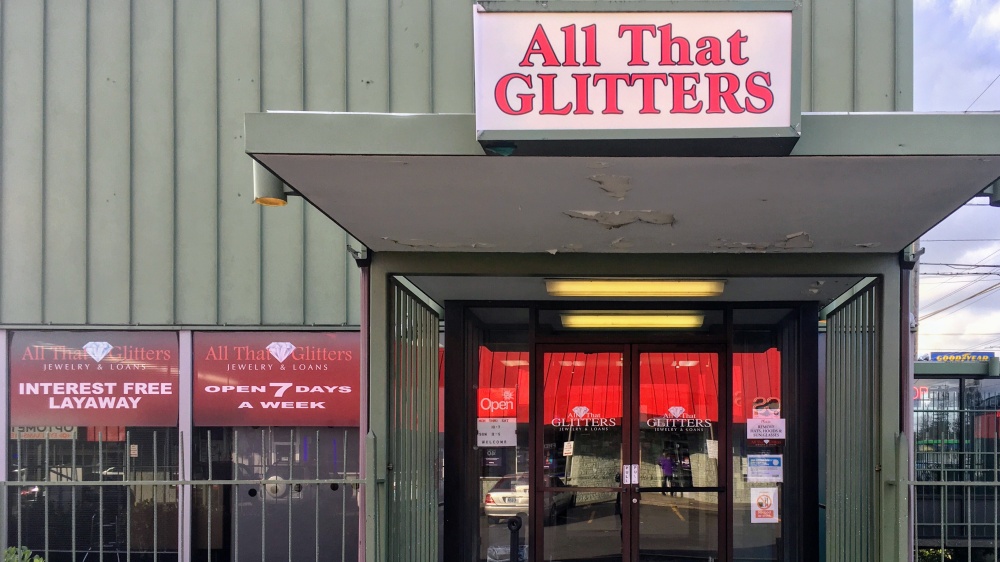 All That
GLITTERS
All That Glitters
JEWELRY & LOANS
INTEREST FREE
LAYAWAY
All That Glitters
JEWELRY & LOANS
OPEN 7 DAYS
A WEEK
Open
WELCOME
All That
GLITTERS
JEWELRY & LOANS
All That
GLITTERS
JEWELRY & LOANS
GOODYEAR